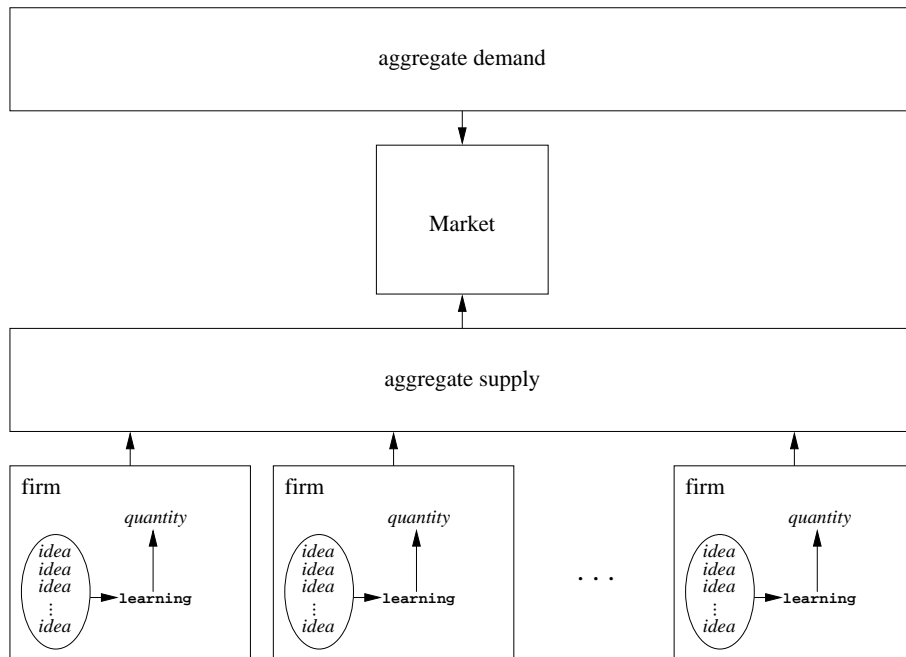 aggregate demand
Market
aggregate supply
firm
quantity
idea
idea
idea
...
idea
learning
firm
quantity
idea
idea
idea
...
idea
learning
. . .
firm
quantity
idea
idea
idea
...
idea
learning